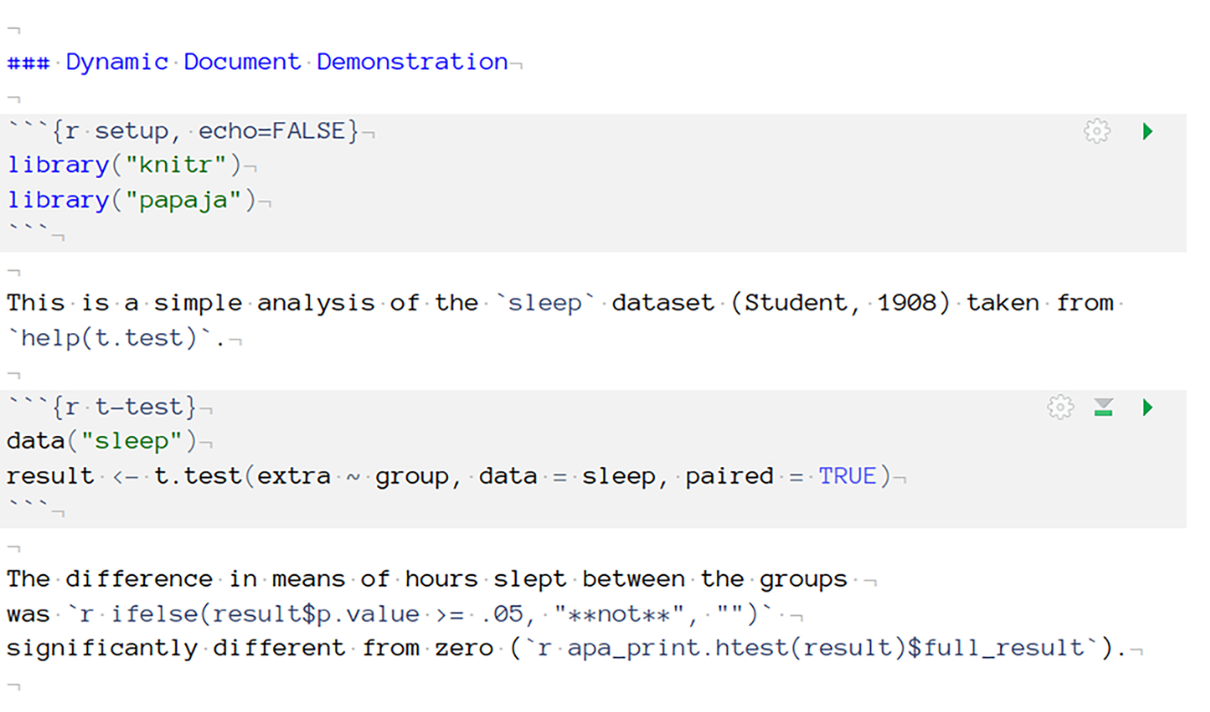 ### Dynamic Document Demonstration
```{r setup, echo=FALSE}
library("knitr")
library("papaja")
```
This is a simple analysis of the `sleep` dataset (Student, 1908) taken from
`help(t.test)`.
```{r t-test}
data("sleep")
result <- t.test(extra ~ group, data = sleep, paired = TRUE)
```
The difference in means of hours slept between the groups
was `r ifelse(result$p.value >= .05, "**not**", "")`
significantly different from zero (`r apa_print.htest(result)$full_result`).